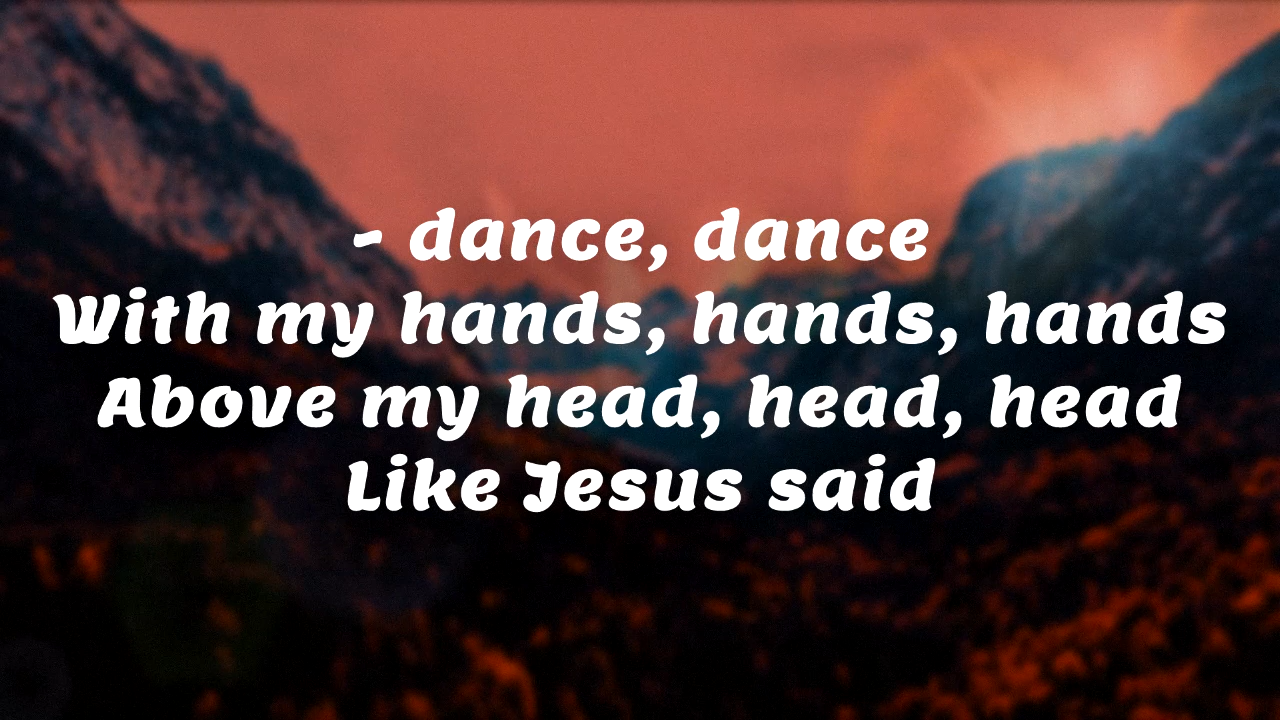 - dance, dance
With my hands, hands, hands
Above my head, head, head
Like Jesus said